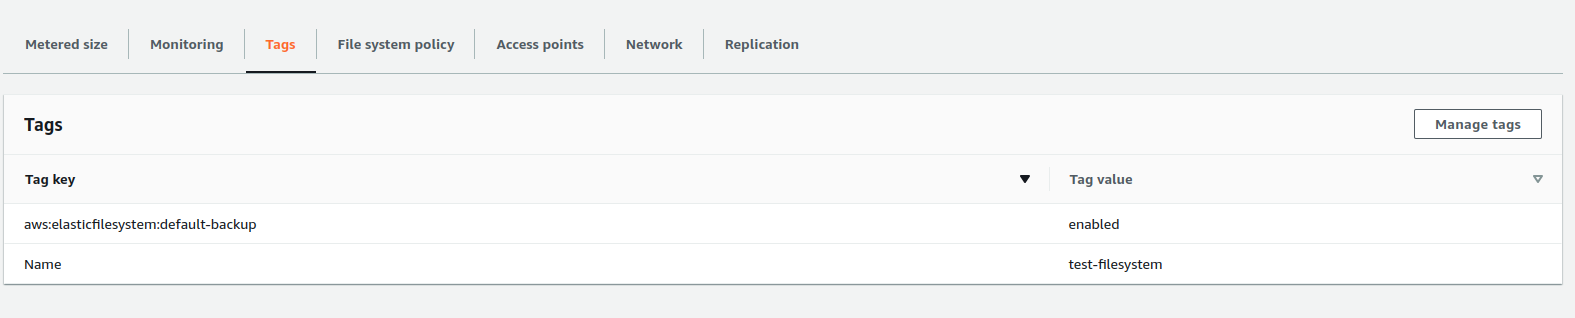 Metered size Monitoring Tags File system policy Access points Network Replication
Tags Manage tags
Tag key Tag value
aws:elasticfilesystem:default-backup enabled
Name test-filesystem